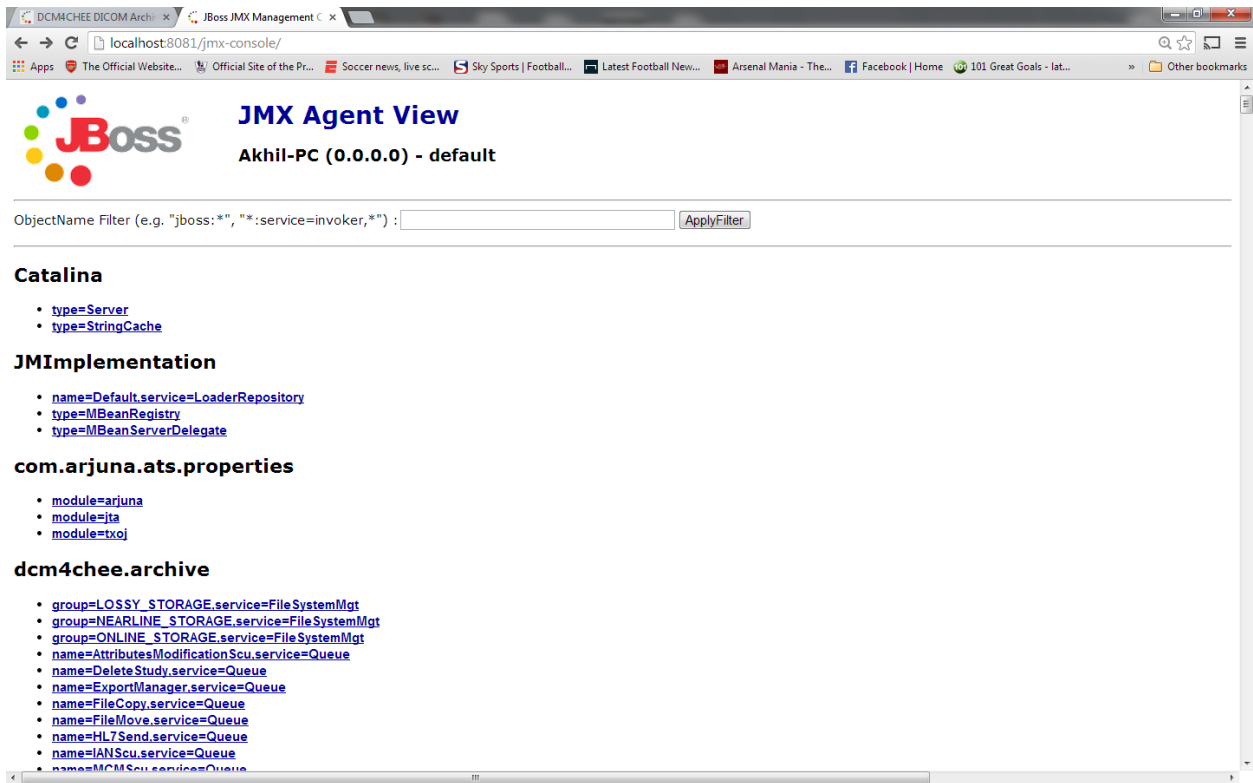 DCM4CHEE DICOM Archi
JBoss JMX Management C
localhost:8081/jmx-console/
Apps
The Official Website...
Official Site of the Pr...
Soccer news, live sc...
Sky Sports | Football...
Latest Football New...
Arsenal Mania - The...
Facebook | Home
101 Great Goals - lat...
»
Other bookmarks
JBoss®
JMX Agent View
Akhil-PC (0.0.0.0) - default
ObjectName Filter (e.g. "jboss:*", "*:service=invoker,*") :
ApplyFilter
Catalina
• type=Server
• type=StringCache
JMImplementation
• name=Default,service=LoaderRepository
• type=MBeanRegistry
• type=MBeanServerDelegate
com.arjuna.ats.properties
• module=arjuna
• module=jta
• module=txoj
dcm4chee.archive
• group=LOSSY_STORAGE,service=FileSystemMgt
• group=NEARLINE_STORAGE,service=FileSystemMgt
• group=ONLINE_STORAGE,service=FileSystemMgt
• name=AttributesModificationScu,service=Queue
• name=DeleteStudy,service=Queue
• name=ExportManager,service=Queue
• name=FileCopy,service=Queue
• name=FileMove,service=Queue
• name=HL7Send,service=Queue
• name=IANScu,service=Queue
• name=MCMScu,service=Queue